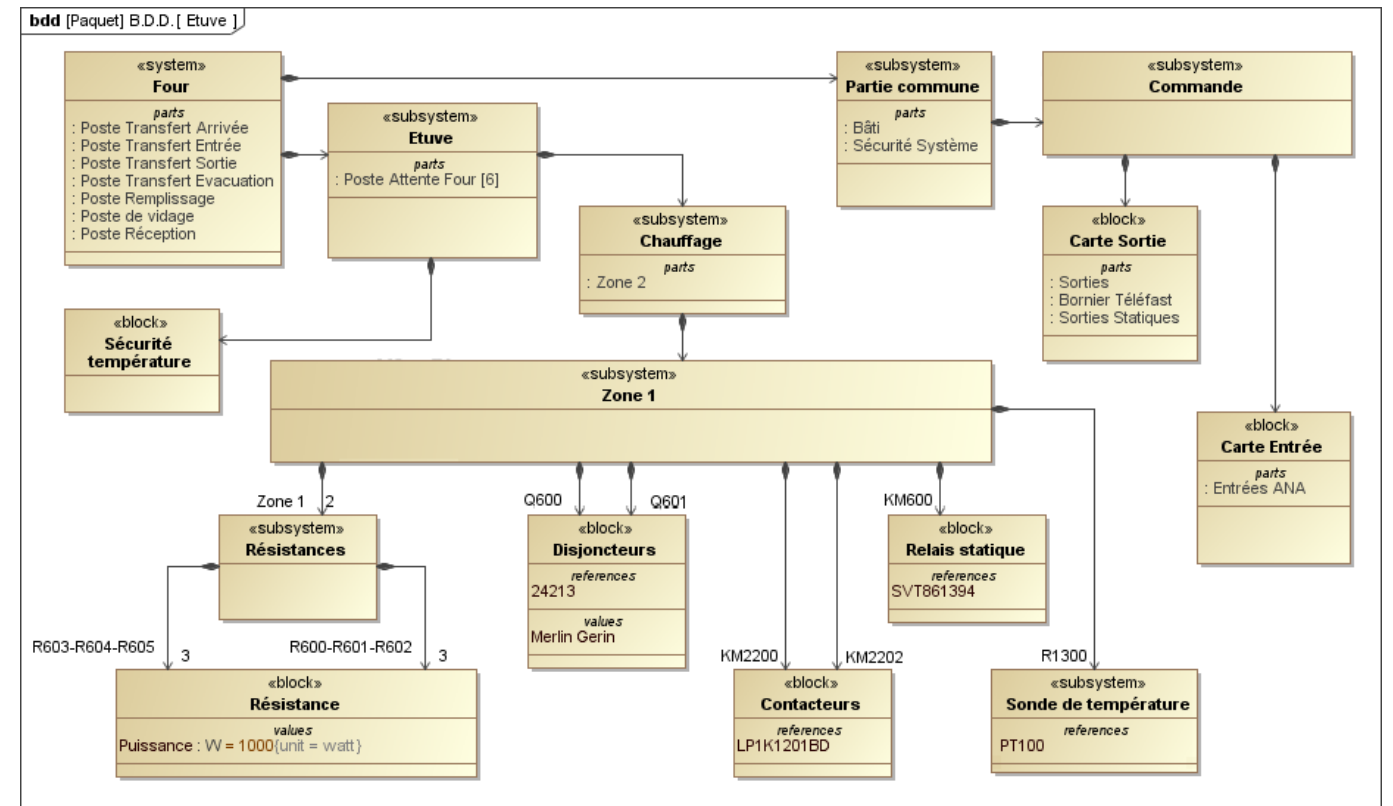 bdd [Paquet] B.D.D. [ Etuve ]
«system»
Four
parts
: Poste Transfert Arrivée
: Poste Transfert Entrée
: Poste Transfert Sortie
: Poste Transfert Evacuation
: Poste Remplissage
: Poste de vidage
: Poste Réception
«subsystem»
Etuve
parts
: Poste Attente Four [6]
«subsystem»
Partie commune
parts
: Bâti
: Sécurité Système
«subsystem»
Commande
«subsystem»
Chauffage
parts
: Zone 2
«block»
Carte Sortie
parts
: Sorties
: Bornier Téléfast
: Sorties Statiques
«block»
Sécurité
température
«subsystem»
Zone 1
«block»
Carte Entrée
parts
: Entrées ANA
Zone 1
2
Q600
Q601
KM600
«subsystem»
Résistances
«block»
Disjoncteurs
references
24213
values
Merlin Gerin
«block»
Relais statique
references
SVT861394
R603-R604-R605
3
R600-R601-R602
3
KM2200
KM2202
R1300
«block»
Résistance
values
Puissance : W = 1000{unit = watt}
«block»
Contacteurs
references
LP1K1201BD
«subsystem»
Sonde de température
references
PT100